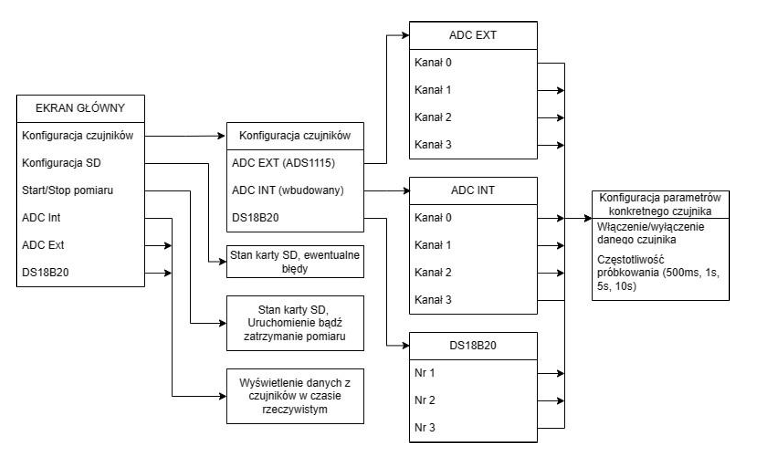 EKRAN GŁÓWNY
Konfiguracja czujników
Konfiguracja SD
Start/Stop pomiaru
ADC Int
ADC Ext
DS18B20
Konfiguracja czujników
ADC EXT (ADS1115)
ADC INT (wbudowany)
DS18B20
Stan karty SD, ewentualne
błędy
Stan karty SD,
Uruchomienie bądź
zatrzymanie pomiaru
Wyświetlenie danych z
czujników w czasie
rzeczywistym
ADC EXT
Kanał 0
Kanał 1
Kanał 2
Kanał 3
ADC INT
Kanał 0
Kanał 1
Kanał 2
Kanał 3
DS18B20
Nr 1
Nr 2
Nr 3
Konfiguracja parametrów
konkretnego czujnika
Włączenie/wyłączenie
danego czujnika
Częstotliwość
próbkowania (500ms, 1s,
5s, 10s)